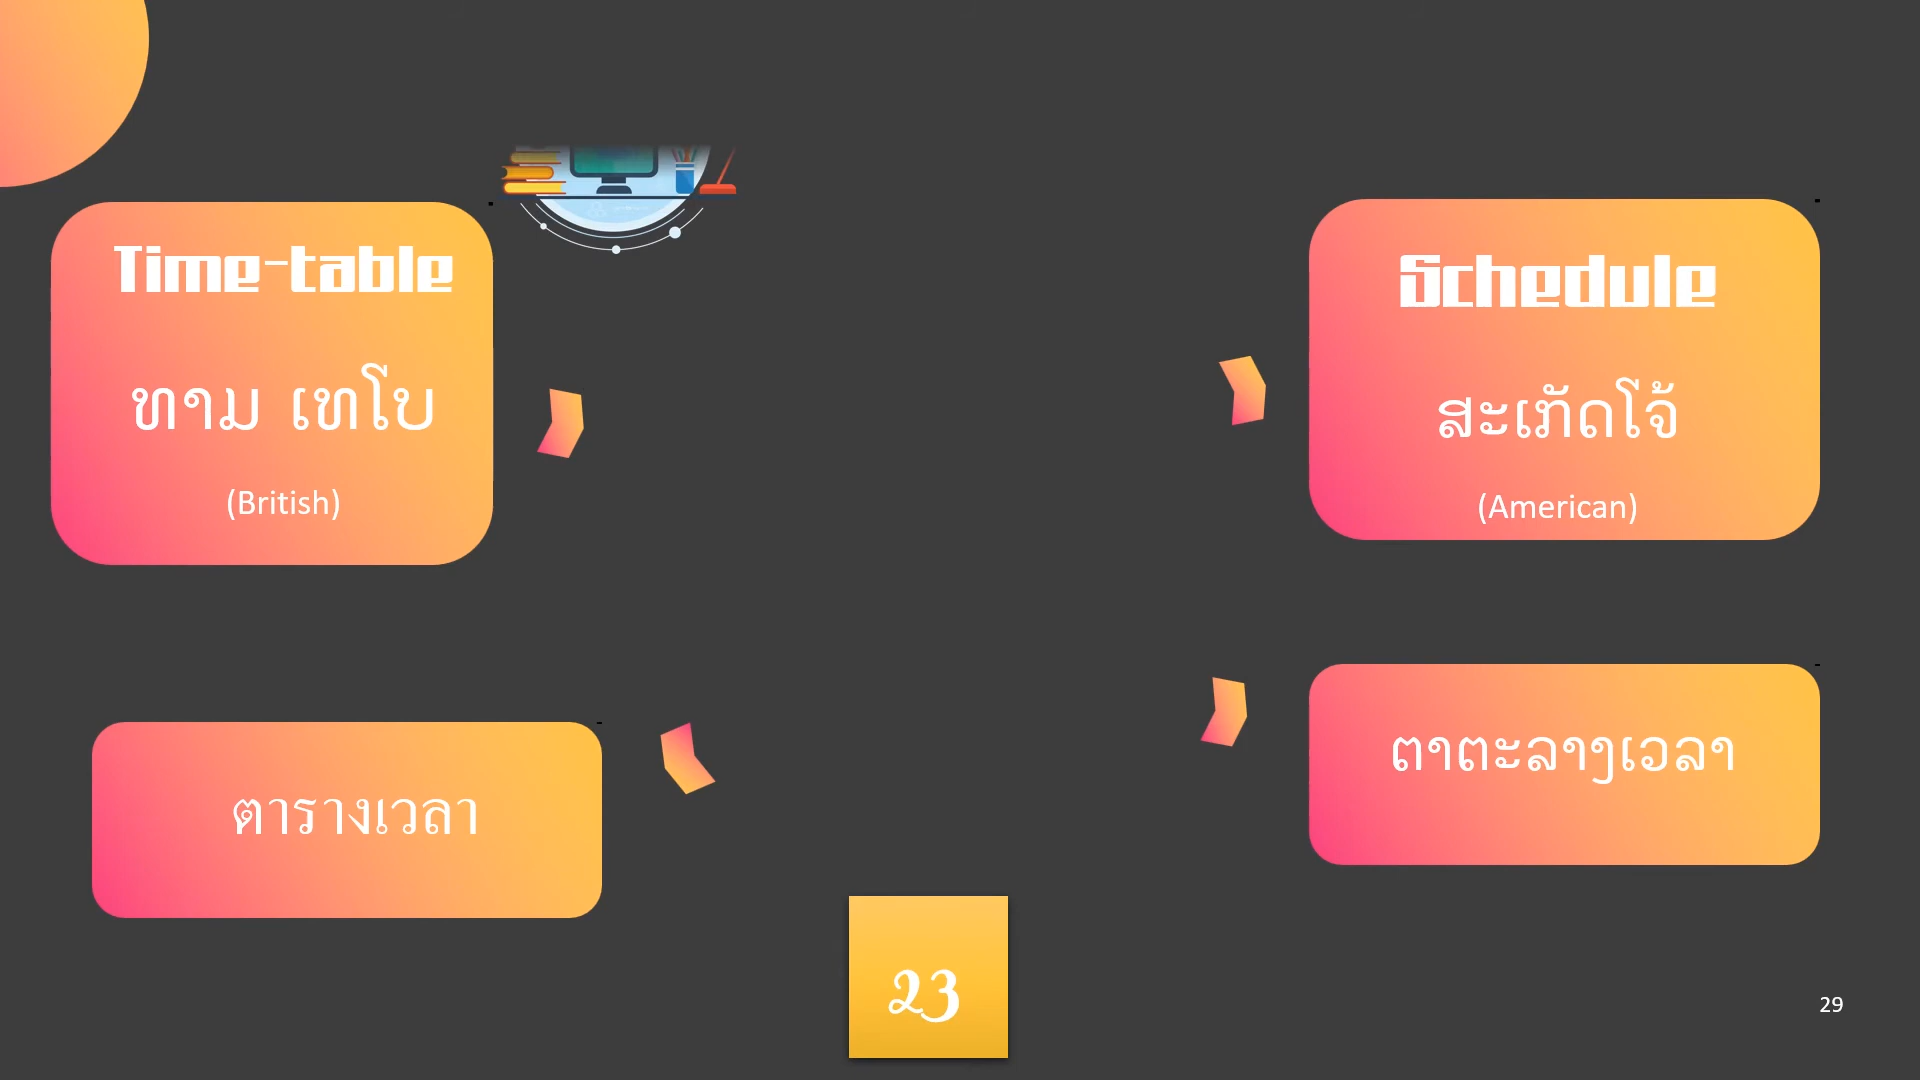 Time-table
ທາມ ເທໂບ
(British)
Schedule
ສະເກັດໂຈ້
(American)
ตารางเวลา
ຕາຕະລາງເວລາ
23
29